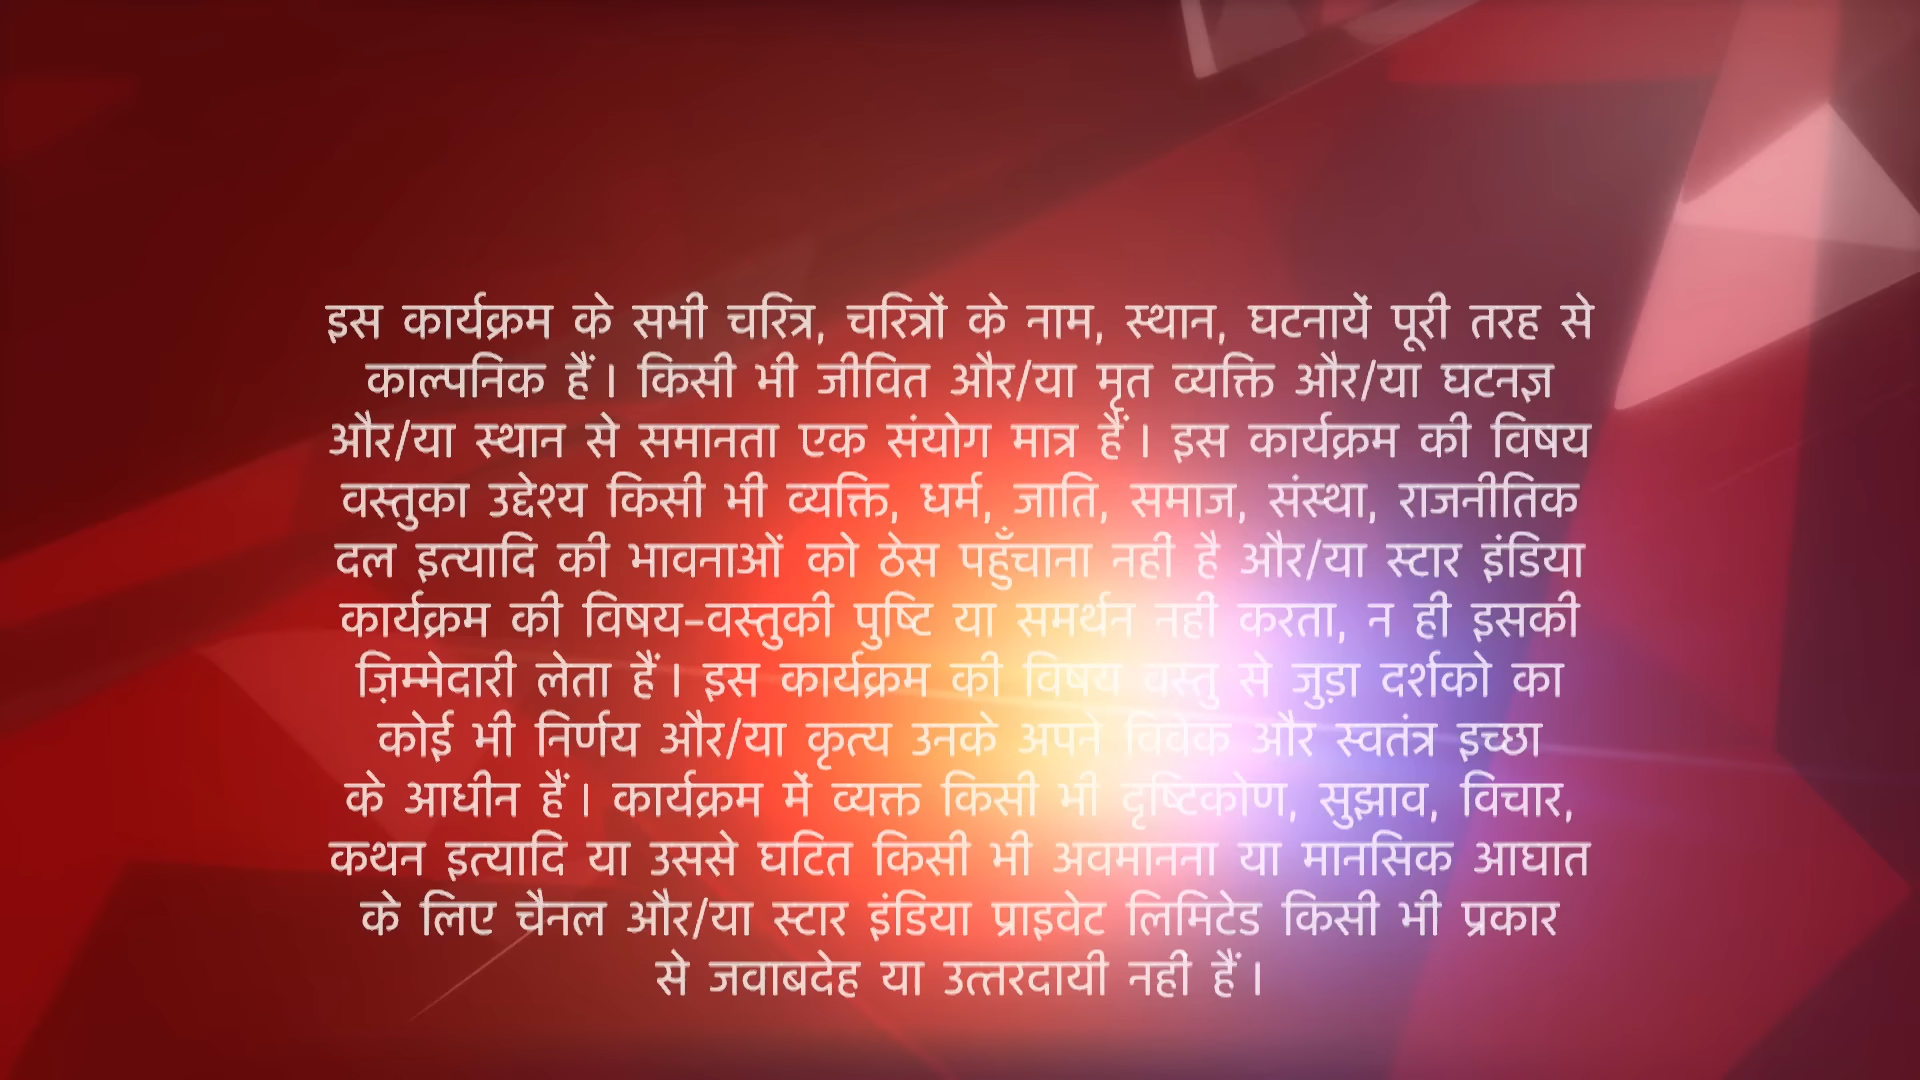 इस कार्यक्रम के सभी चरित्र, चरित्रों के नाम, स्थान, घटनायें पूरी तरह से
काल्पनिक हैं। किसी भी जीवित और/या मृत व्यक्ति और/या घटनज्ञ
और/या स्थान से समानता एक संयोग मात्र हैं। इस कार्यक्रम की विषय
वस्तुका उद्देश्य किसी भी व्यक्ति, धर्म, जाति, समाज, संस्था, राजनीतिक
दल इत्यादि की भावनाओं को ठेस पहुँचाना नहीं है और/या स्टार इंडिया
कार्यक्रम की विषय–वस्तुकी पुष्टि या समर्थन नही करता, न ही इसकी
ज़िम्मेदारी लेता हैं। इस कार्यक्रम की विषय वस्तु से जुड़ा दर्शको का
कोई भी निर्णय और/या कृत्य उनके अपने विवेक और स्वतंत्र इच्छा
के आधीन हैं। कार्यक्रम में व्यक्त किसी भी दृष्टिकोण, सुझाव, विचार,
कथन इत्यादि या उससे घटित किसी भी अवमानना या मानसिक आघात
के लिए चैनल और/या स्टार इंडिया प्राइवेट लिमिटेड किसी भी प्रकार
से जवाबदेह या उत्तरदायी नहीं हैं।